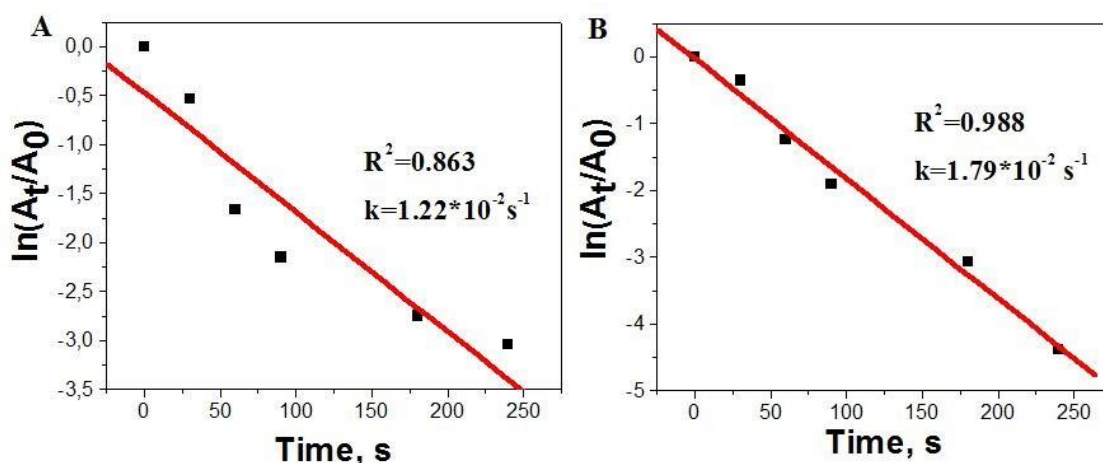 A
0,0
-0,5
-1,0
-1,5
-2,0
-2,5
-3,0
-3,5
ln(At/A0)
R2=0.863
k=1.22*10-2s-1
0 50 100 150 200 250
Time, s
B
0
-1
-2
-3
-4
-5
ln(At/A0)
R2=0.988
k=1.79*10-2 s-1
0 50 100 150 200 250
Time, s